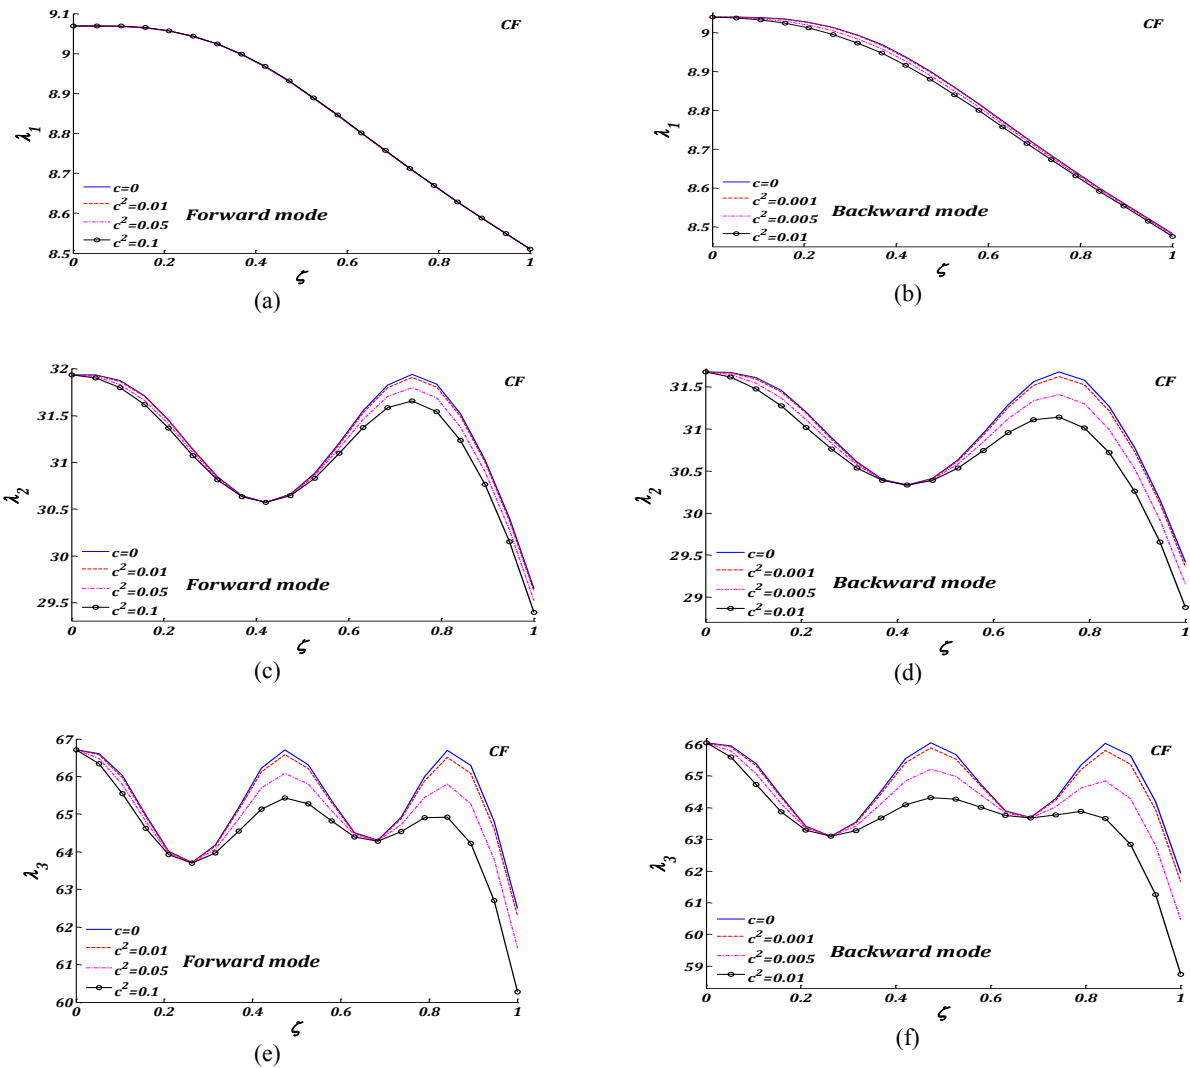 9.1
9
8.9
8.8
8.7
8.6
8.5
λ1
CF
c=0
c²=0.01
c²=0.05
c²=0.1
Forward mode
0 0.2 0.4 0.6 0.8 1
ζ
(a)
9
8.9
8.8
8.7
8.6
8.5
λ1
CF
c=0
c²=0.001
c²=0.005
c²=0.01
Backward mode
0 0.2 0.4 0.6 0.8 1
ζ
(b)
32
31.5
31
30.5
30
29.5
λ2
CF
c=0
c²=0.01
c²=0.05
c²=0.1
Forward mode
0 0.2 0.4 0.6 0.8 1
ζ
(c)
31.5
31
30.5
30
29.5
29
λ2
CF
c=0
c²=0.001
c²=0.005
c²=0.01
Backward mode
0 0.2 0.4 0.6 0.8 1
ζ
(d)
67
66
65
64
63
62
61
60
λ3
CF
c=0
c²=0.01
c²=0.05
c²=0.1
Forward mode
0 0.2 0.4 0.6 0.8 1
ζ
(e)
66
65
64
63
62
61
60
59
λ3
CF
c=0
c²=0.001
c²=0.005
c²=0.01
Backward mode
0 0.2 0.4 0.6 0.8 1
ζ
(f)